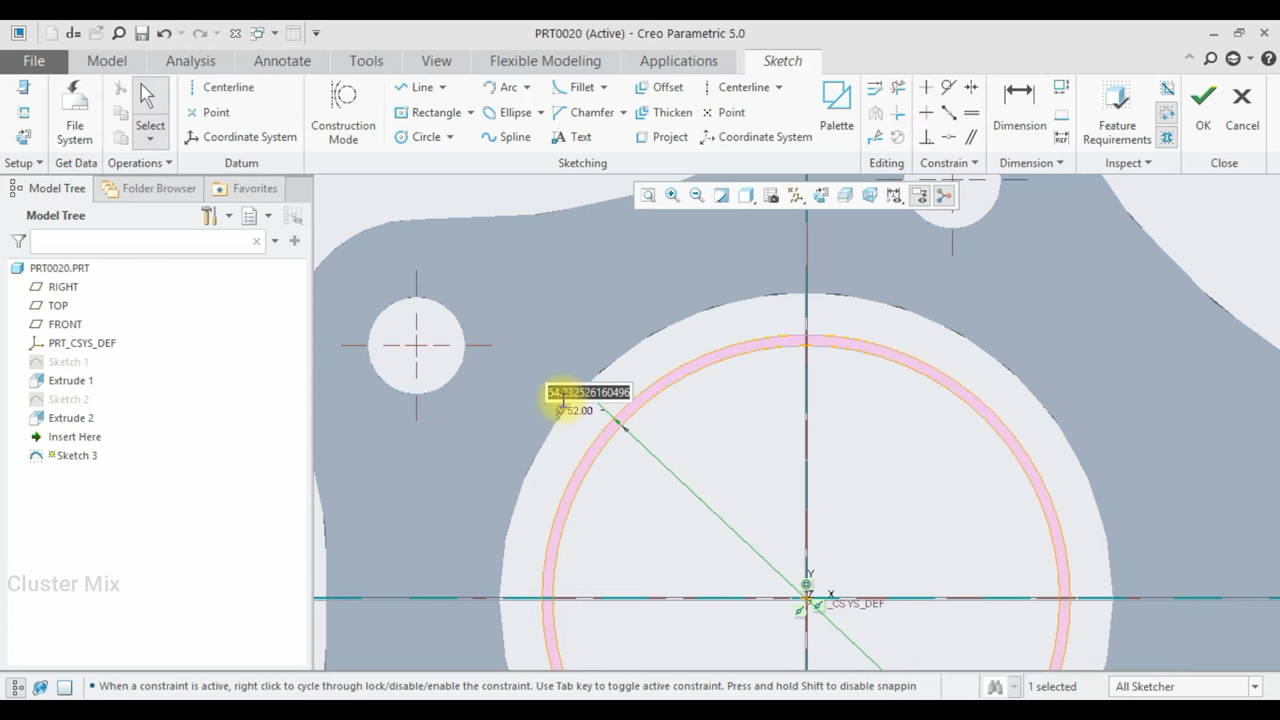 d=
PRT0020 (Active) - Creo Parametric 5.0
File Model Analysis Annotate Tools View Flexible Modeling Applications Sketch
File System
Select
Centerline
Point
Coordinate System
Construction Mode
Line
Rectangle
Circle
Arc
Ellipse
Spline
Fillet
Chamfer
Text
Offset
Thicken
Project
Centerline
Point
Coordinate System
Palette
Dimension
REF
Feature Requirements
OK
Cancel
Setup Get Data Operations Datum Sketching Editing Constrain Dimension Inspect Close
Model Tree Folder Browser Favorites
Model Tree
PRT0020.PRT
RIGHT
TOP
FRONT
PRT_CSYS_DEF
Sketch 1
Extrude 1
Sketch 2
Extrude 2
Insert Here
Sketch 3
54.232526160496
52.00
Y
X
_CSYS_DEF
Cluster Mix
• When a constraint is active, right click to cycle through lock/disable/enable the constraint. Use Tab key to toggle active constraint. Press and hold Shift to disable snappin
1 selected
All Sketcher